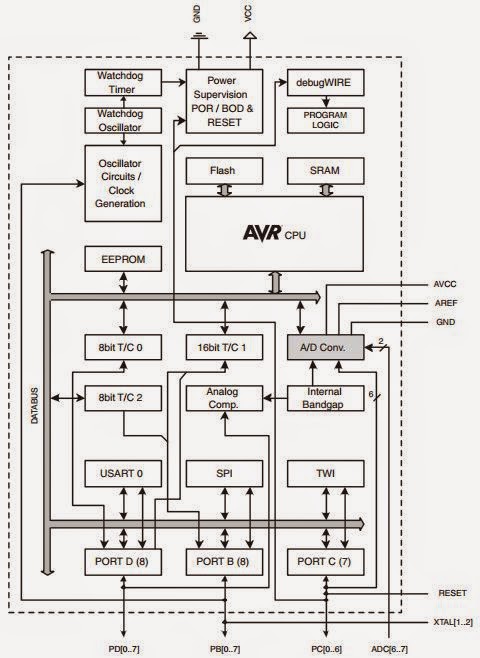 GND
VCC
Watchdog
Timer
Power
Supervision
POR / BOD &
RESET
debugWIRE
PROGRAM
LOGIC
Watchdog
Oscillator
Oscillator
Circuits /
Clock
Generation
Flash
SRAM
AVR CPU
EEPROM
AVCC
AREF
GND
8bit T/C 0
16bit T/C 1
A/D Conv.
2
DATABUS
8bit T/C 2
Analog
Comp.
Internal
Bandgap
6
USART 0
SPI
TWI
PORT D (8)
PORT B (8)
PORT C (7)
RESET
XTAL[1..2]
PD[0..7]
PB[0..7]
PC[0..6]
ADC[6..7]